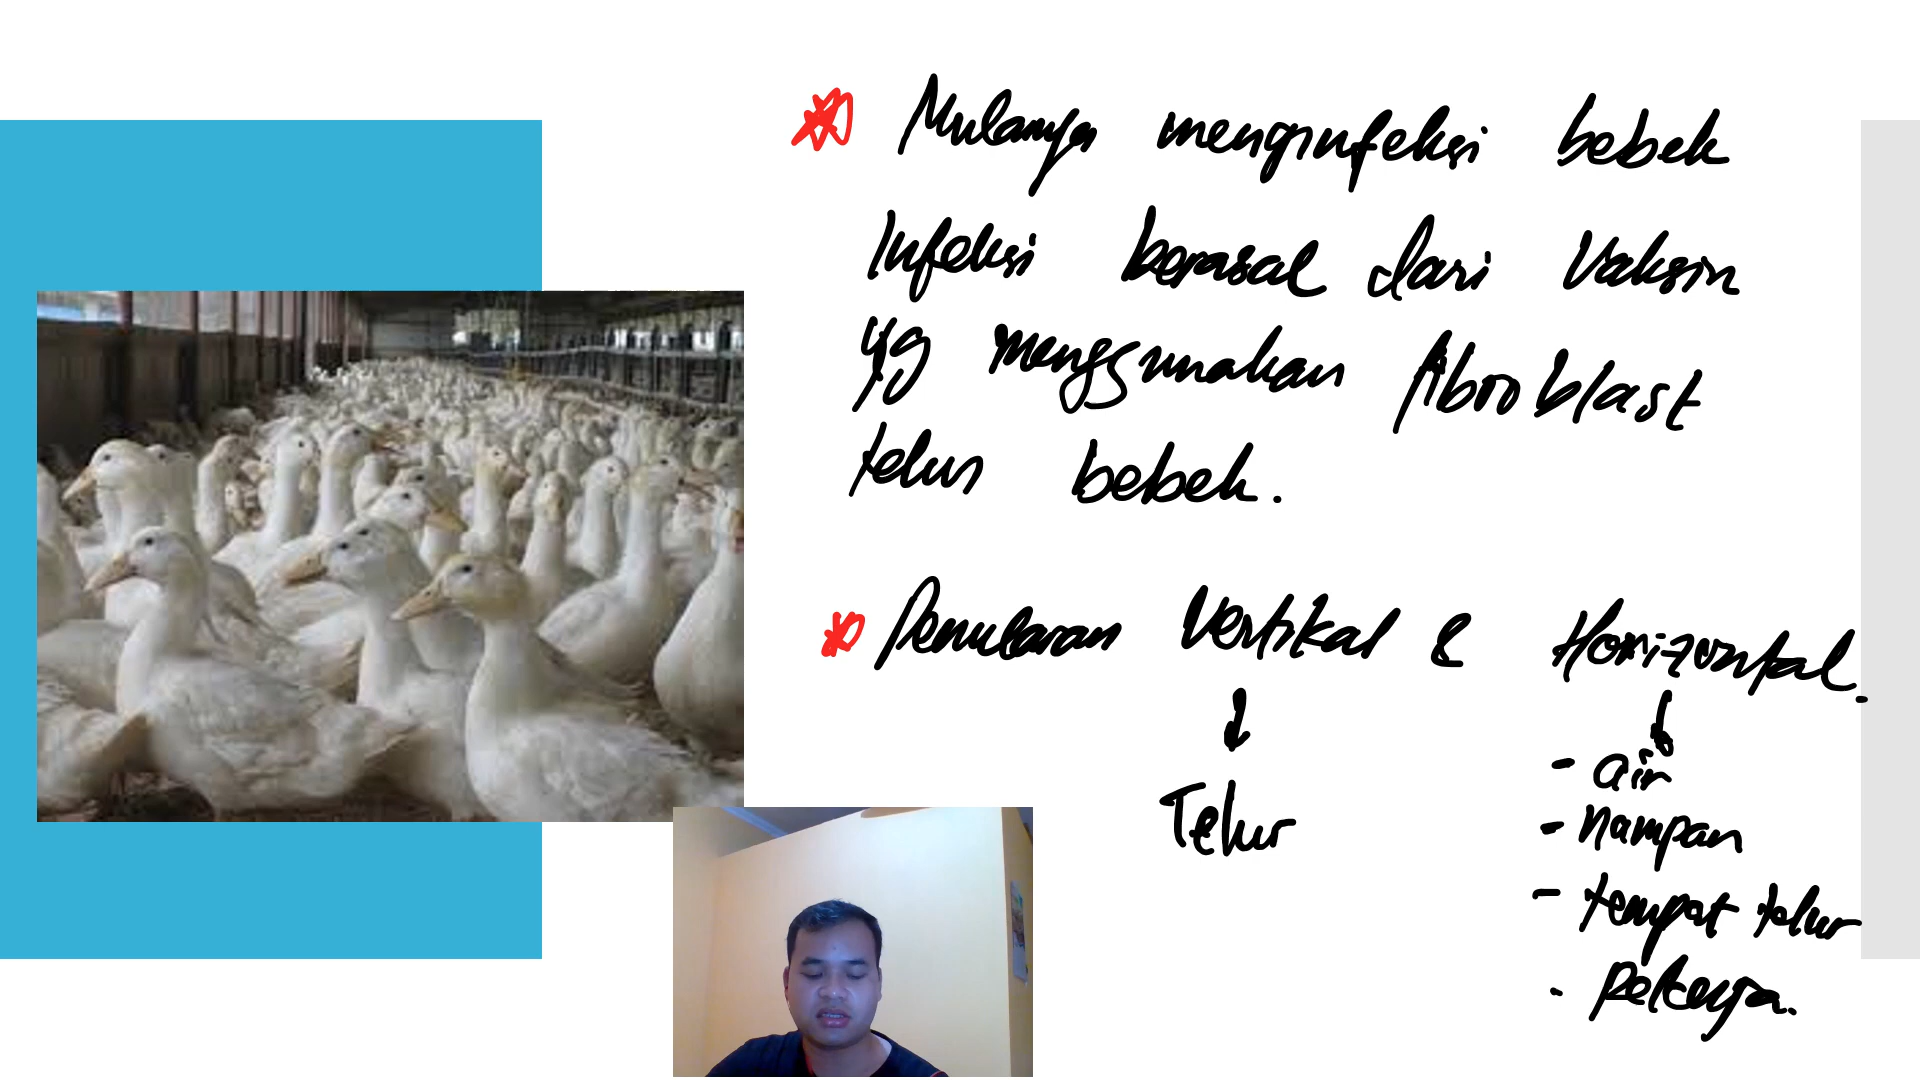 Mulanya menginfeksi bebek
Infeksi berasal dari Vaksin
yg menggunakan fibroblast
telur bebek.
Penularan Vertikal & Horizontal.
Telur
- air
- nampan
- tempat telur
- pekerja.